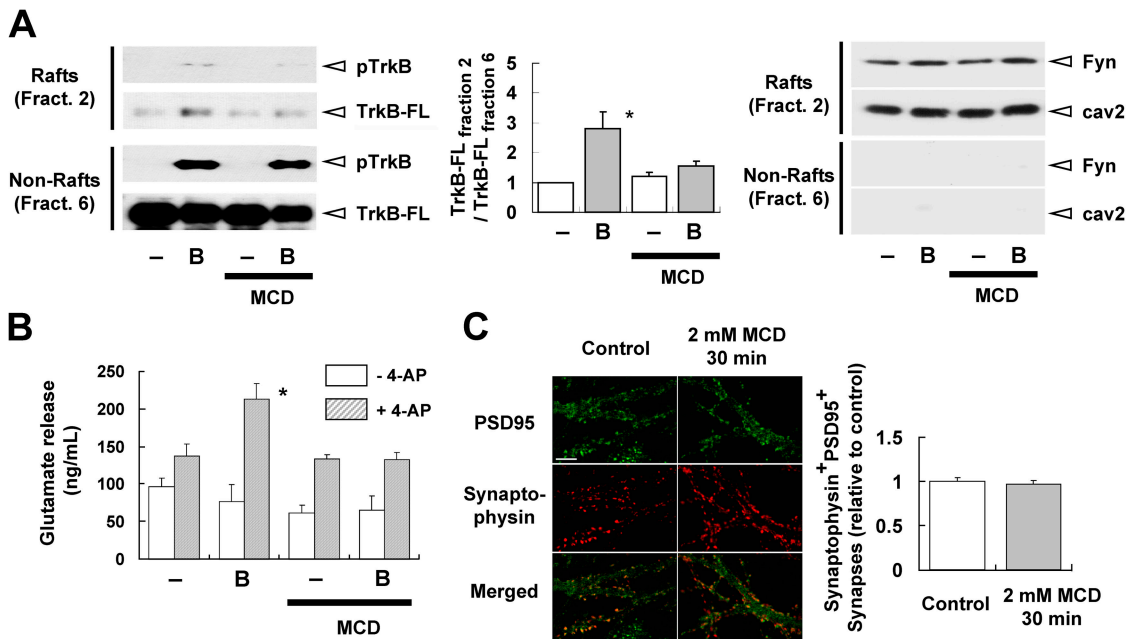 A
Rafts
(Fract. 2)
pTrkB
TrkB-FL
Non-Rafts
(Fract. 6)
pTrkB
TrkB-FL
– B – B
MCD
TrkB-FL fraction 2
/ TrkB-FL fraction 6
5
4
3
2
1
0
*
– B – B
MCD
Rafts
(Fract. 2)
Fyn
cav2
Non-Rafts
(Fract. 6)
Fyn
cav2
– B – B
MCD
B
Glutamate release
(ng/mL)
250
200
150
100
50
0
*
- 4-AP
+ 4-AP
– B – B
MCD
C
Control
2 mM MCD
30 min
PSD95
Synapto-
physin
Merged
Synaptophysin+PSD95+
Synapses (relative to control)
1.5
1
0.5
0
Control
2 mM MCD
30 min